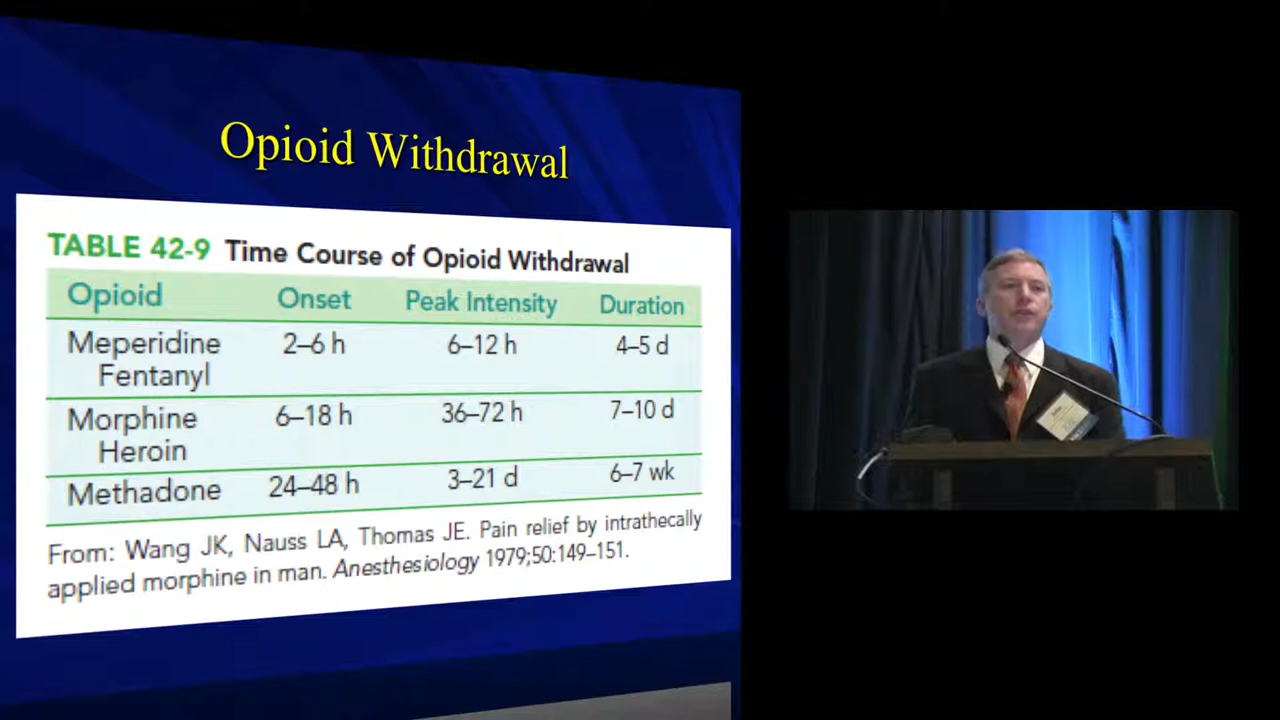 Opioid Withdrawal
TABLE 42-9 Time Course of Opioid Withdrawal
Opioid Onset Peak Intensity Duration
Meperidine 2–6 h 6–12 h 4–5 d
Fentanyl
Morphine 6–18 h 36–72 h 7–10 d
Heroin
Methadone 24–48 h 3–21 d 6–7 wk
From: Wang JK, Nauss LA, Thomas JE. Pain relief by intrathecally
applied morphine in man. Anesthesiology 1979;50:149–151.